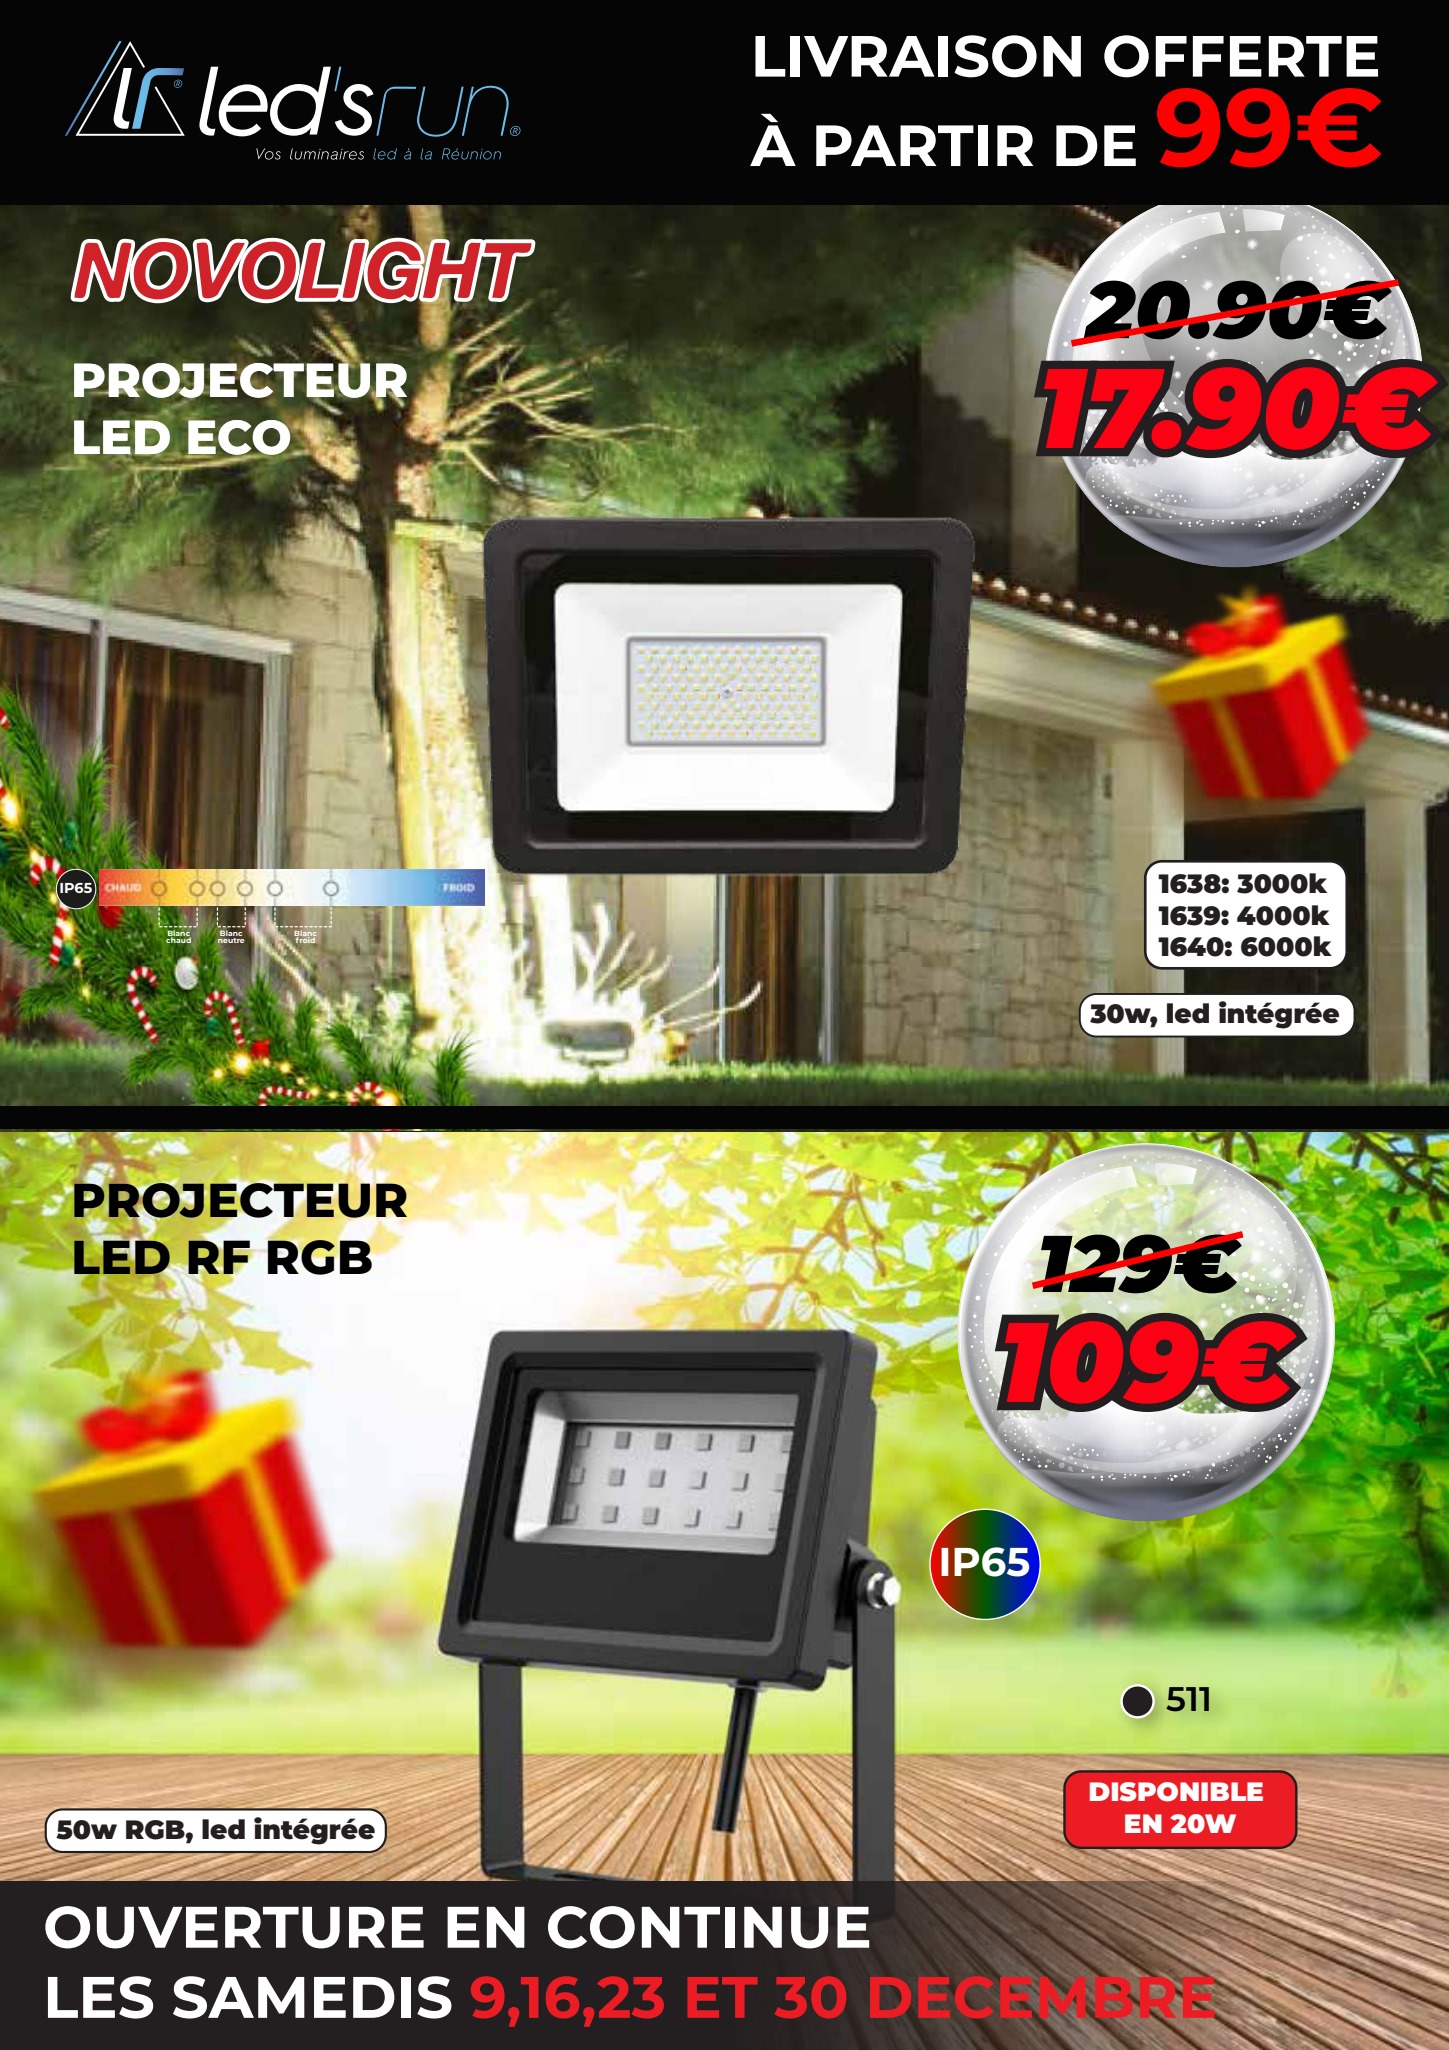 led'srun®
Vos luminaires led à la Réunion
LIVRAISON OFFERTE
À PARTIR DE 99€
NOVOLIGHT
PROJECTEUR
LED ECO
20.90€
17.90€
IP65 CHAUD FROID
Blanc chaud
Blanc neutre
Blanc froid
1638: 3000k
1639: 4000k
1640: 6000k
30w, led intégrée
PROJECTEUR
LED RF RGB
129€
109€
IP65
511
DISPONIBLE
EN 20W
50w RGB, led intégrée
OUVERTURE EN CONTINUE
LES SAMEDIS 9,16,23 ET 30 DECEMBRE